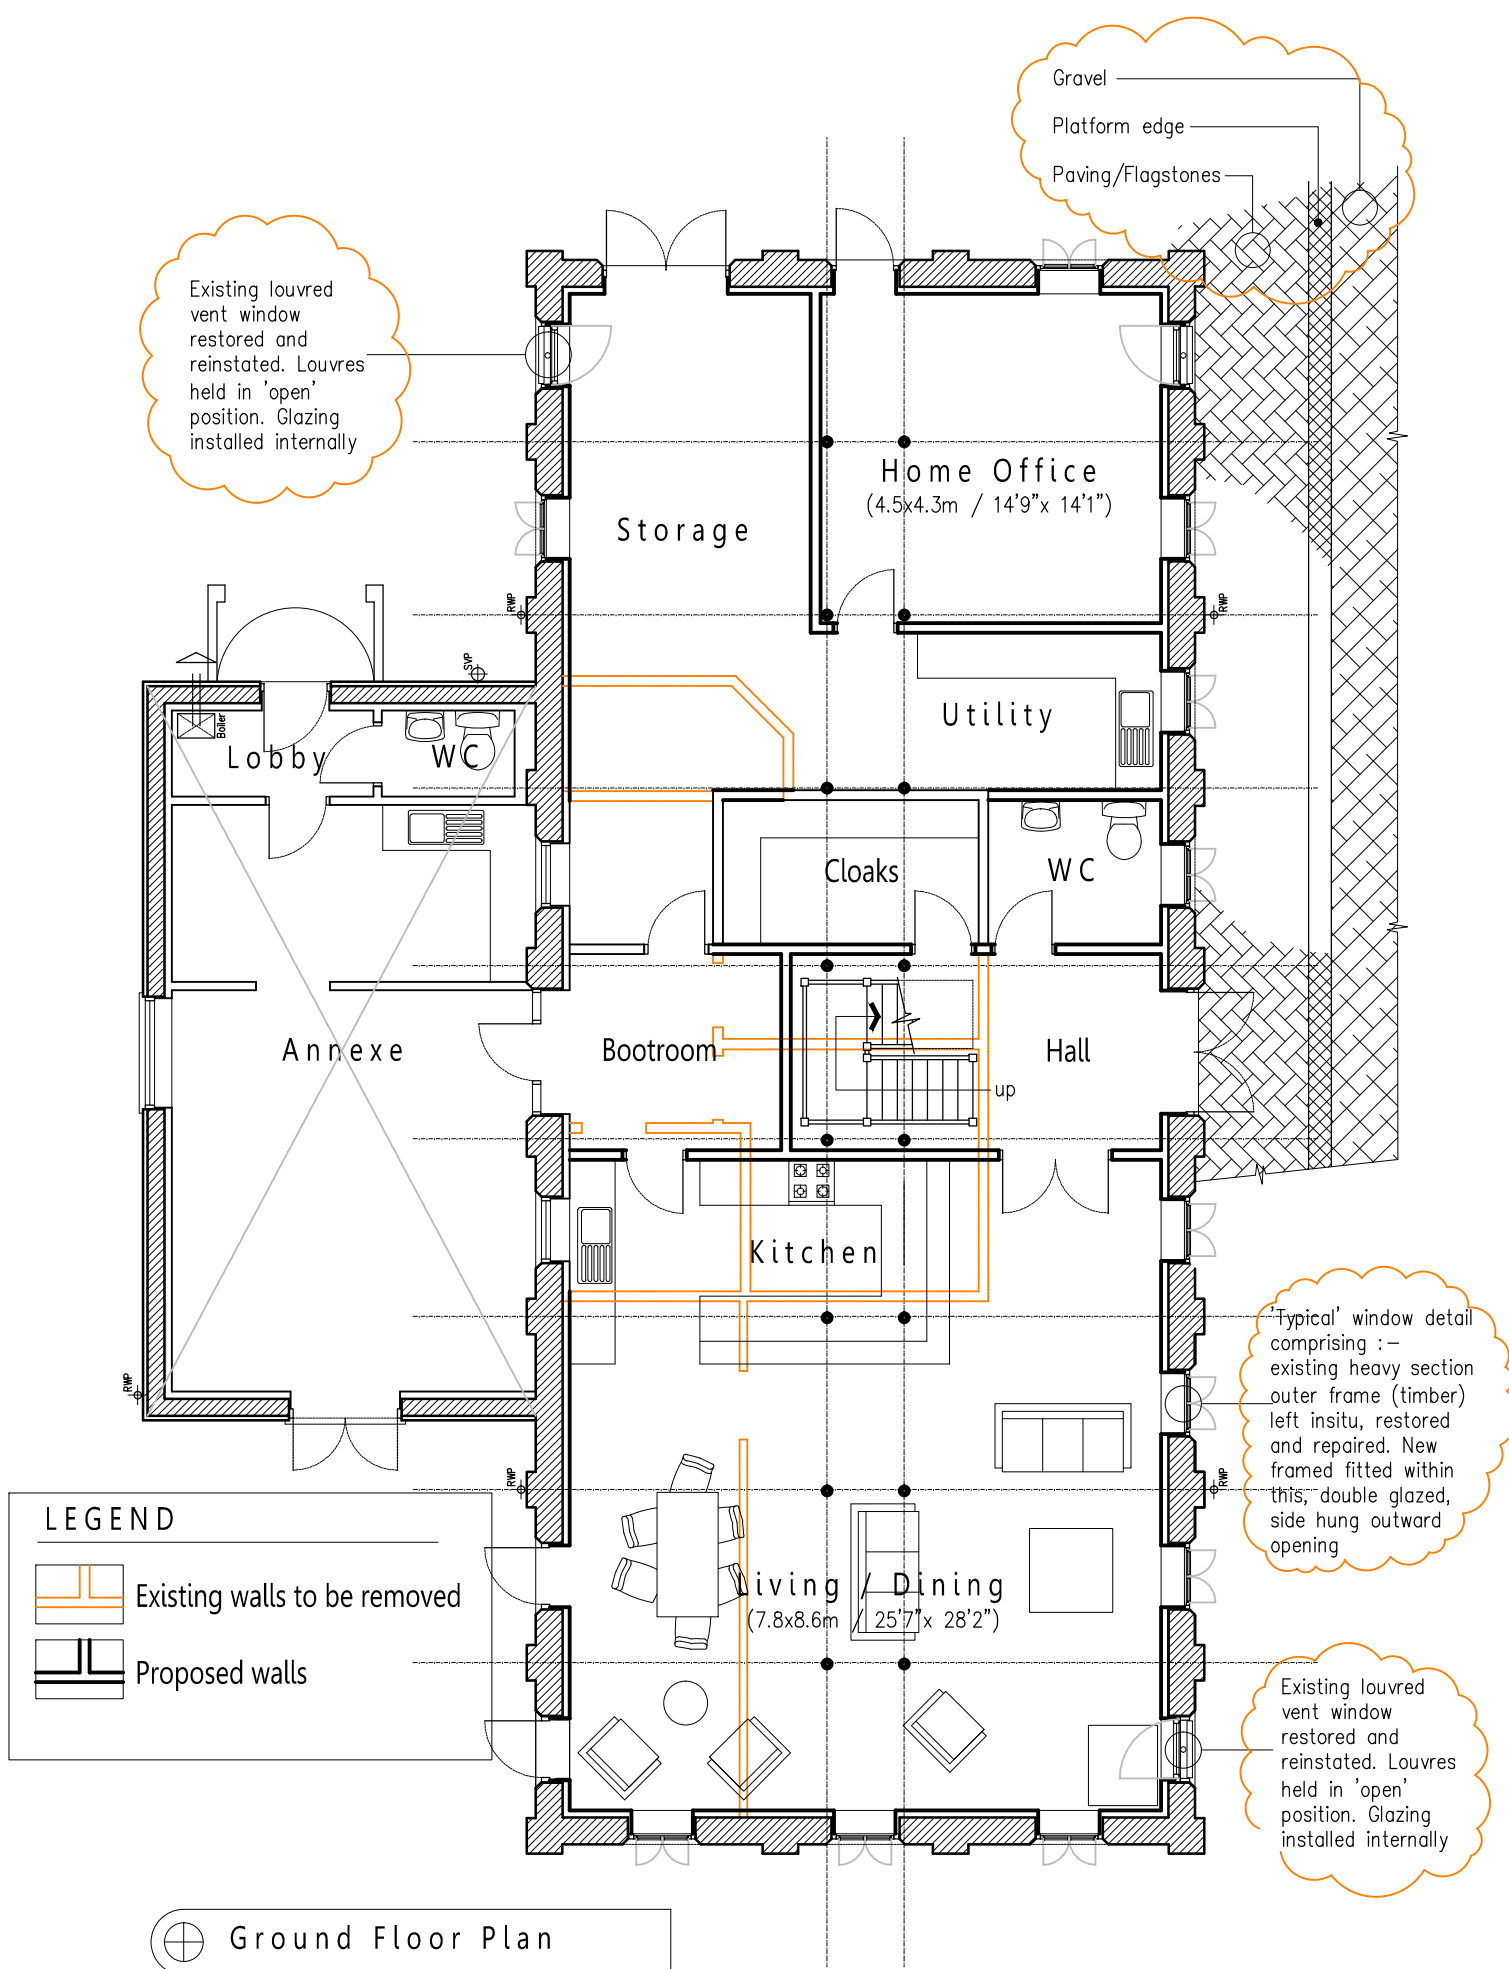 Gravel
Platform edge
Paving/Flagstones
Existing louvred
vent window
restored and
reinstated. Louvres
held in 'open'
position. Glazing
installed internally
Home Office
(4.5x4.3m / 14'9"x 14'1")
Storage
RWP
RWP
SVP
Boiler
Lobby
WC
Utility
Cloaks
WC
Annexe
Bootroom
Hall
up
Kitchen
'Typical' window detail
comprising :-
existing heavy section
outer frame (timber)
left insitu, restored
and repaired. New
framed fitted within
this, double glazed,
side hung outward
opening
RWP
RWP
RWP
Living / Dining
(7.8x8.6m / 25'7"x 28'2")
LEGEND
Existing walls to be removed
Proposed walls
Existing louvred
vent window
restored and
reinstated. Louvres
held in 'open'
position. Glazing
installed internally
Ground Floor Plan